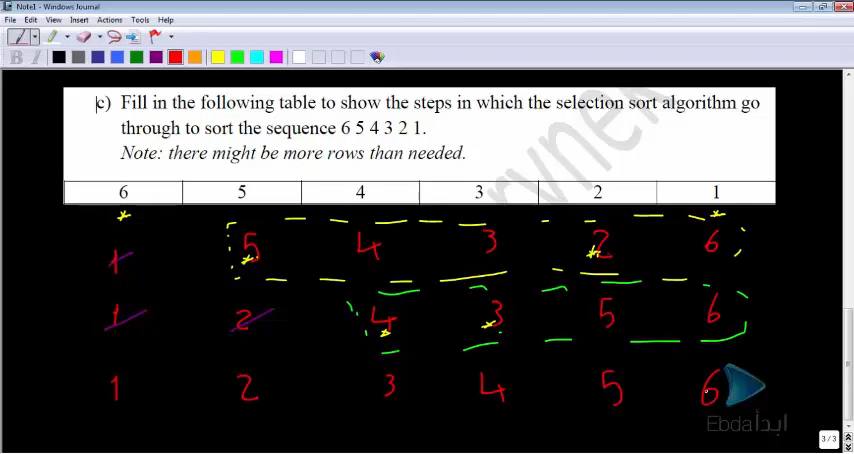 Note1 - Windows Journal
File Edit View Insert Actions Tools Help
B I
c) Fill in the following table to show the steps in which the selection sort algorithm go
through to sort the sequence 6 5 4 3 2 1.
Note: there might be more rows than needed.
6 5 4 3 2 1
1 5 4 3 2 6
1 2 4 3 5 6
1 2 3 4 5 6
Ebda ابدأ
3 / 3